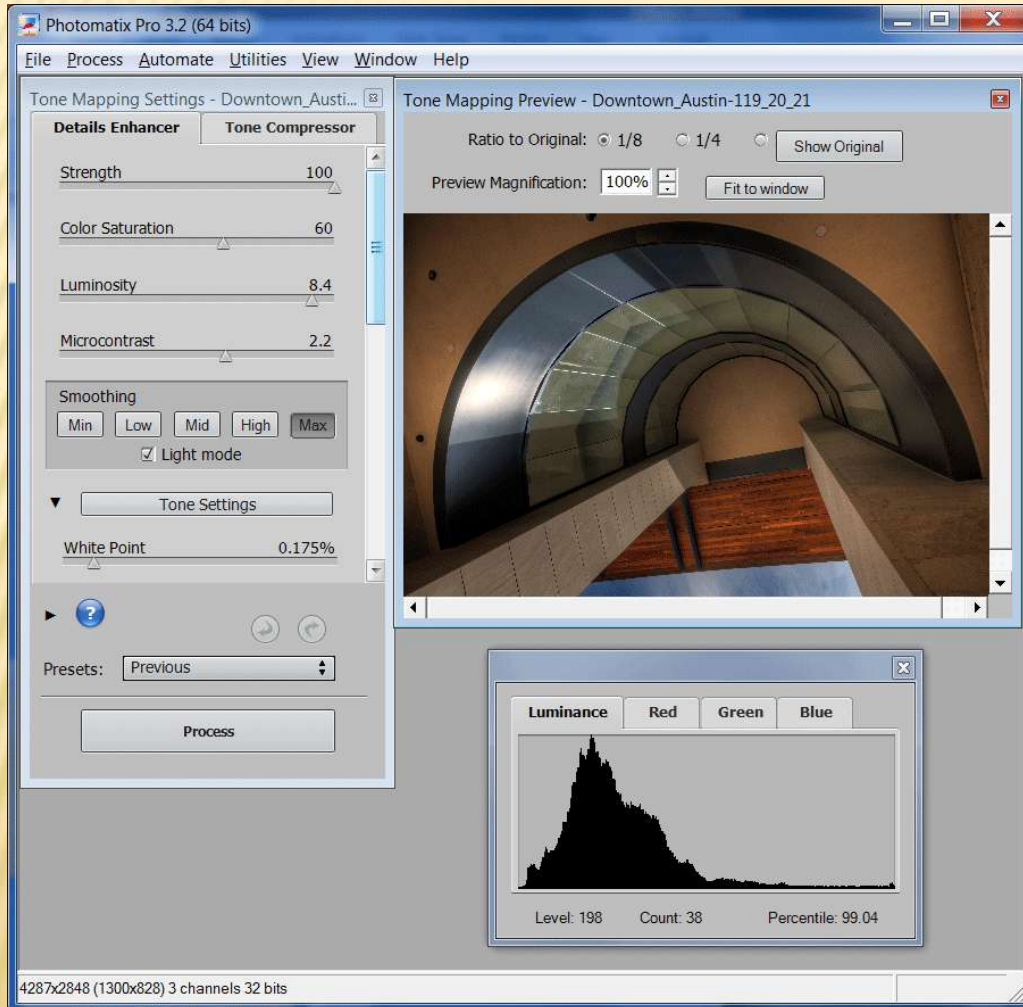 Photomatix Pro 3.2 (64 bits)
File Process Automate Utilities View Window Help
Tone Mapping Settings - Downtown_Austi...
Details Enhancer Tone Compressor
Strength 100
Color Saturation 60
Luminosity 8.4
Microcontrast 2.2
Smoothing
Min Low Mid High Max
Light mode
Tone Settings
White Point 0.175%
?
Presets: Previous
Process
Tone Mapping Preview - Downtown_Austin-119_20_21
Ratio to Original: 1/8 1/4 Show Original
Preview Magnification: 100% Fit to window
Luminance Red Green Blue
Level: 198 Count: 38 Percentile: 99.04
4287x2848 (1300x828) 3 channels 32 bits